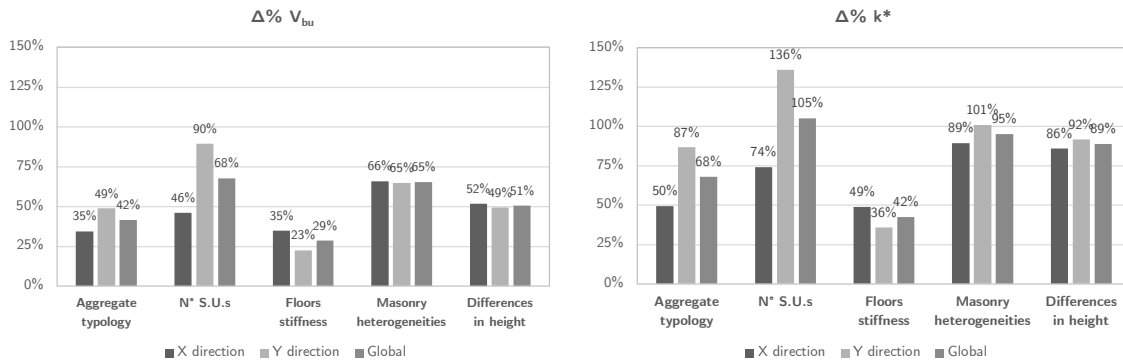 Δ% V_bu
150%
125%
100%
75%
50%
25%
0%
35% 49% 42% 46% 90% 68% 35% 23% 29% 66% 65% 65% 52% 49% 51%
Aggregate typology
N° S.U.s
Floors stiffness
Masonry heterogeneities
Differences in height
X direction Y direction Global
Δ% k*
150%
125%
100%
75%
50%
25%
0%
50% 87% 68% 74% 136% 105% 49% 36% 42% 89% 101% 95% 86% 92% 89%
Aggregate typology
N° S.U.s
Floors stiffness
Masonry heterogeneities
Differences in height
X direction Y direction Global